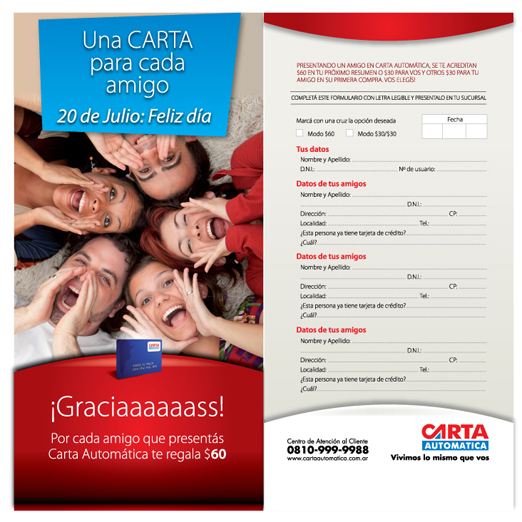 Una CARTA
para cada
amigo
20 de Julio: Feliz día
CARTA
¡Graciaaaaaass!
Por cada amigo que presentás
Carta Automática te regala $60
PRESENTANDO UN AMIGO EN CARTA AUTOMÁTICA, SE TE ACREDITAN
$60 EN TU PRÓXIMO RESUMEN O $30 PARA VOS Y OTROS $30 PARA TU
AMIGO EN SU PRIMERA COMPRA. VOS ELEGÍS!
COMPLETÁ ESTE FORMULARIO CON LETRA LEGIBLE Y PRESENTALO EN TU SUCURSAL
Marcá con una cruz la opción deseada
Fecha
Modo $60 Modo $30/$30
Tus datos
Nombre y Apellido:
D.N.I.: Nº de usuario:
Datos de tus amigos
Nombre y Apellido:
D.N.I.:
Dirección: CP:
Localidad: Tel.:
¿Esta persona ya tiene tarjeta de crédito?
¿Cuál?
Datos de tus amigos
Nombre y Apellido:
D.N.I.:
Dirección: CP:
Localidad: Tel.:
¿Esta persona ya tiene tarjeta de crédito?
¿Cuál?
Datos de tus amigos
Nombre y Apellido:
D.N.I.:
Dirección: CP:
Localidad: Tel.:
¿Esta persona ya tiene tarjeta de crédito?
¿Cuál?
Centro de Atención al Cliente
0810-999-9988
www.cartaautomatica.com.ar
CARTA
AUTOMATICA
Vivimos lo mismo que vos